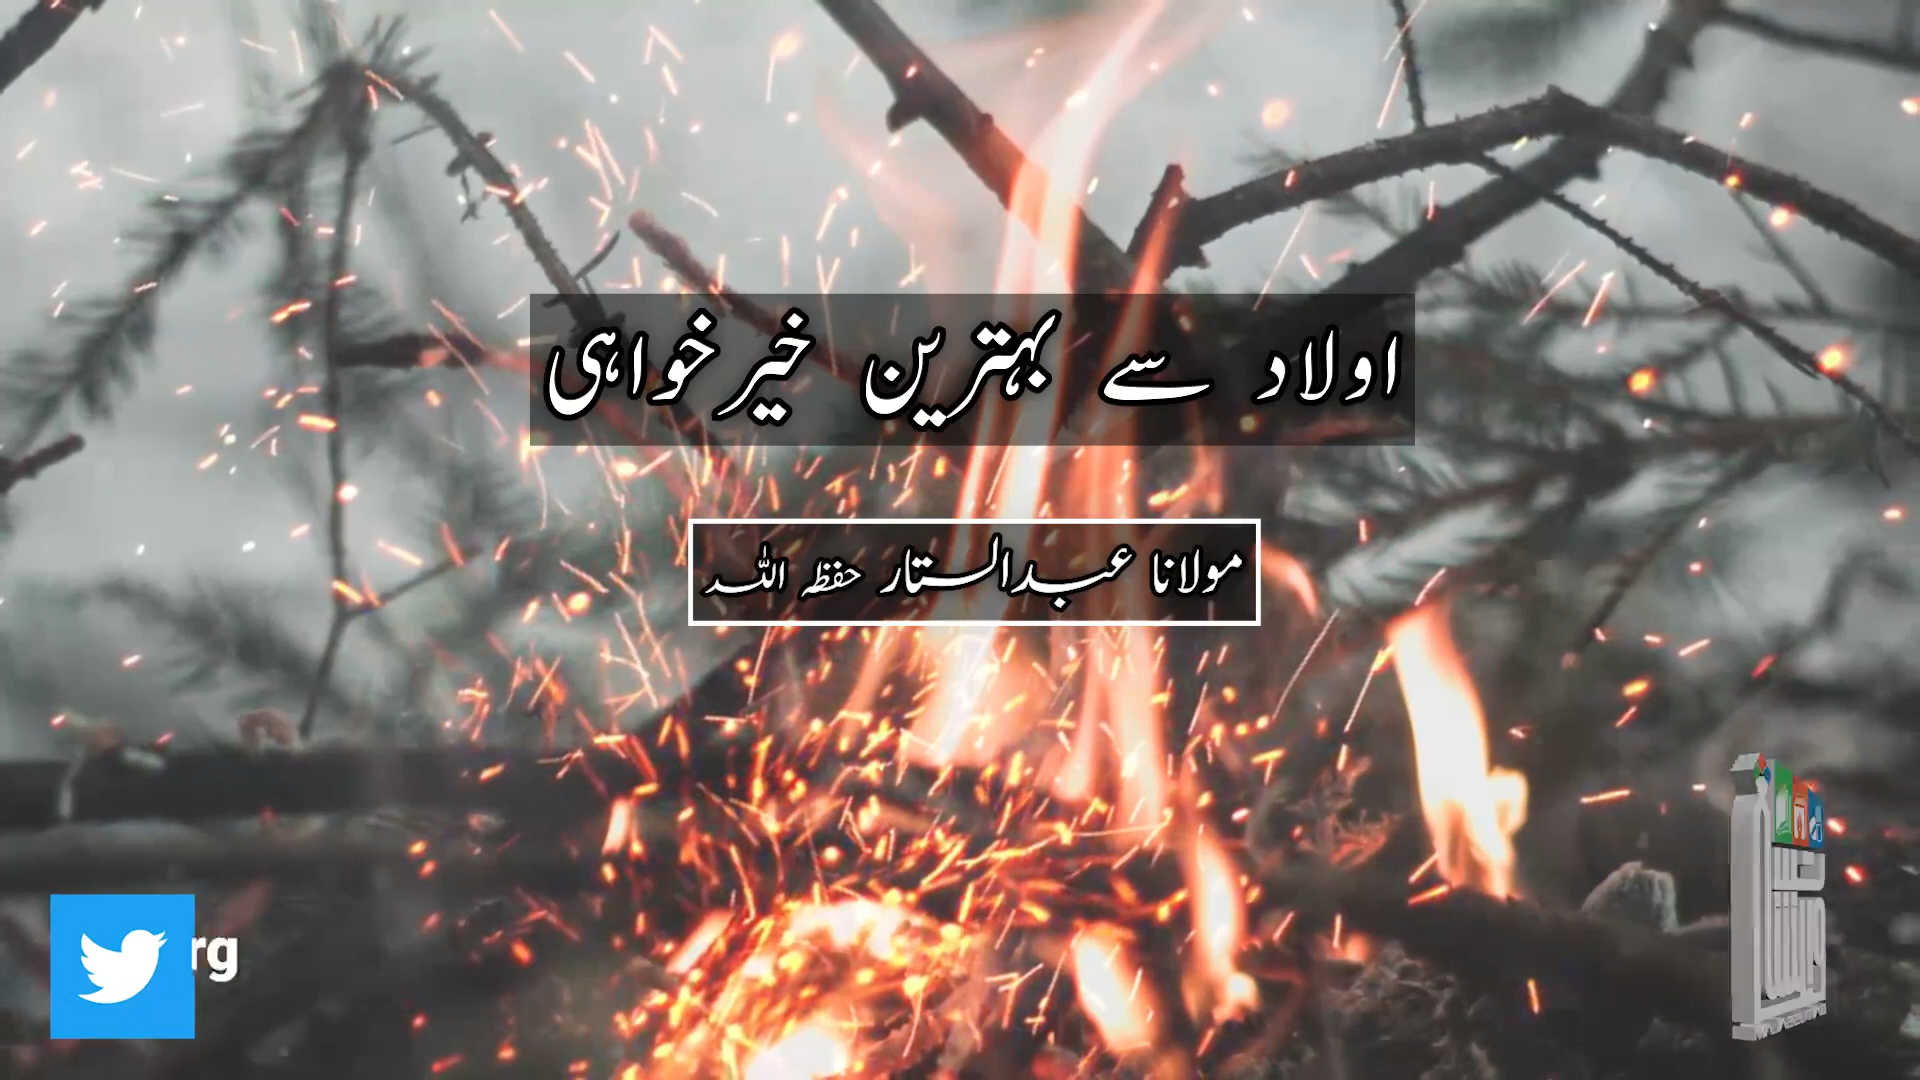 اولاد سے بہترین خیرخواہی
مولانا عبدالستار حفظہ اللہ
rg